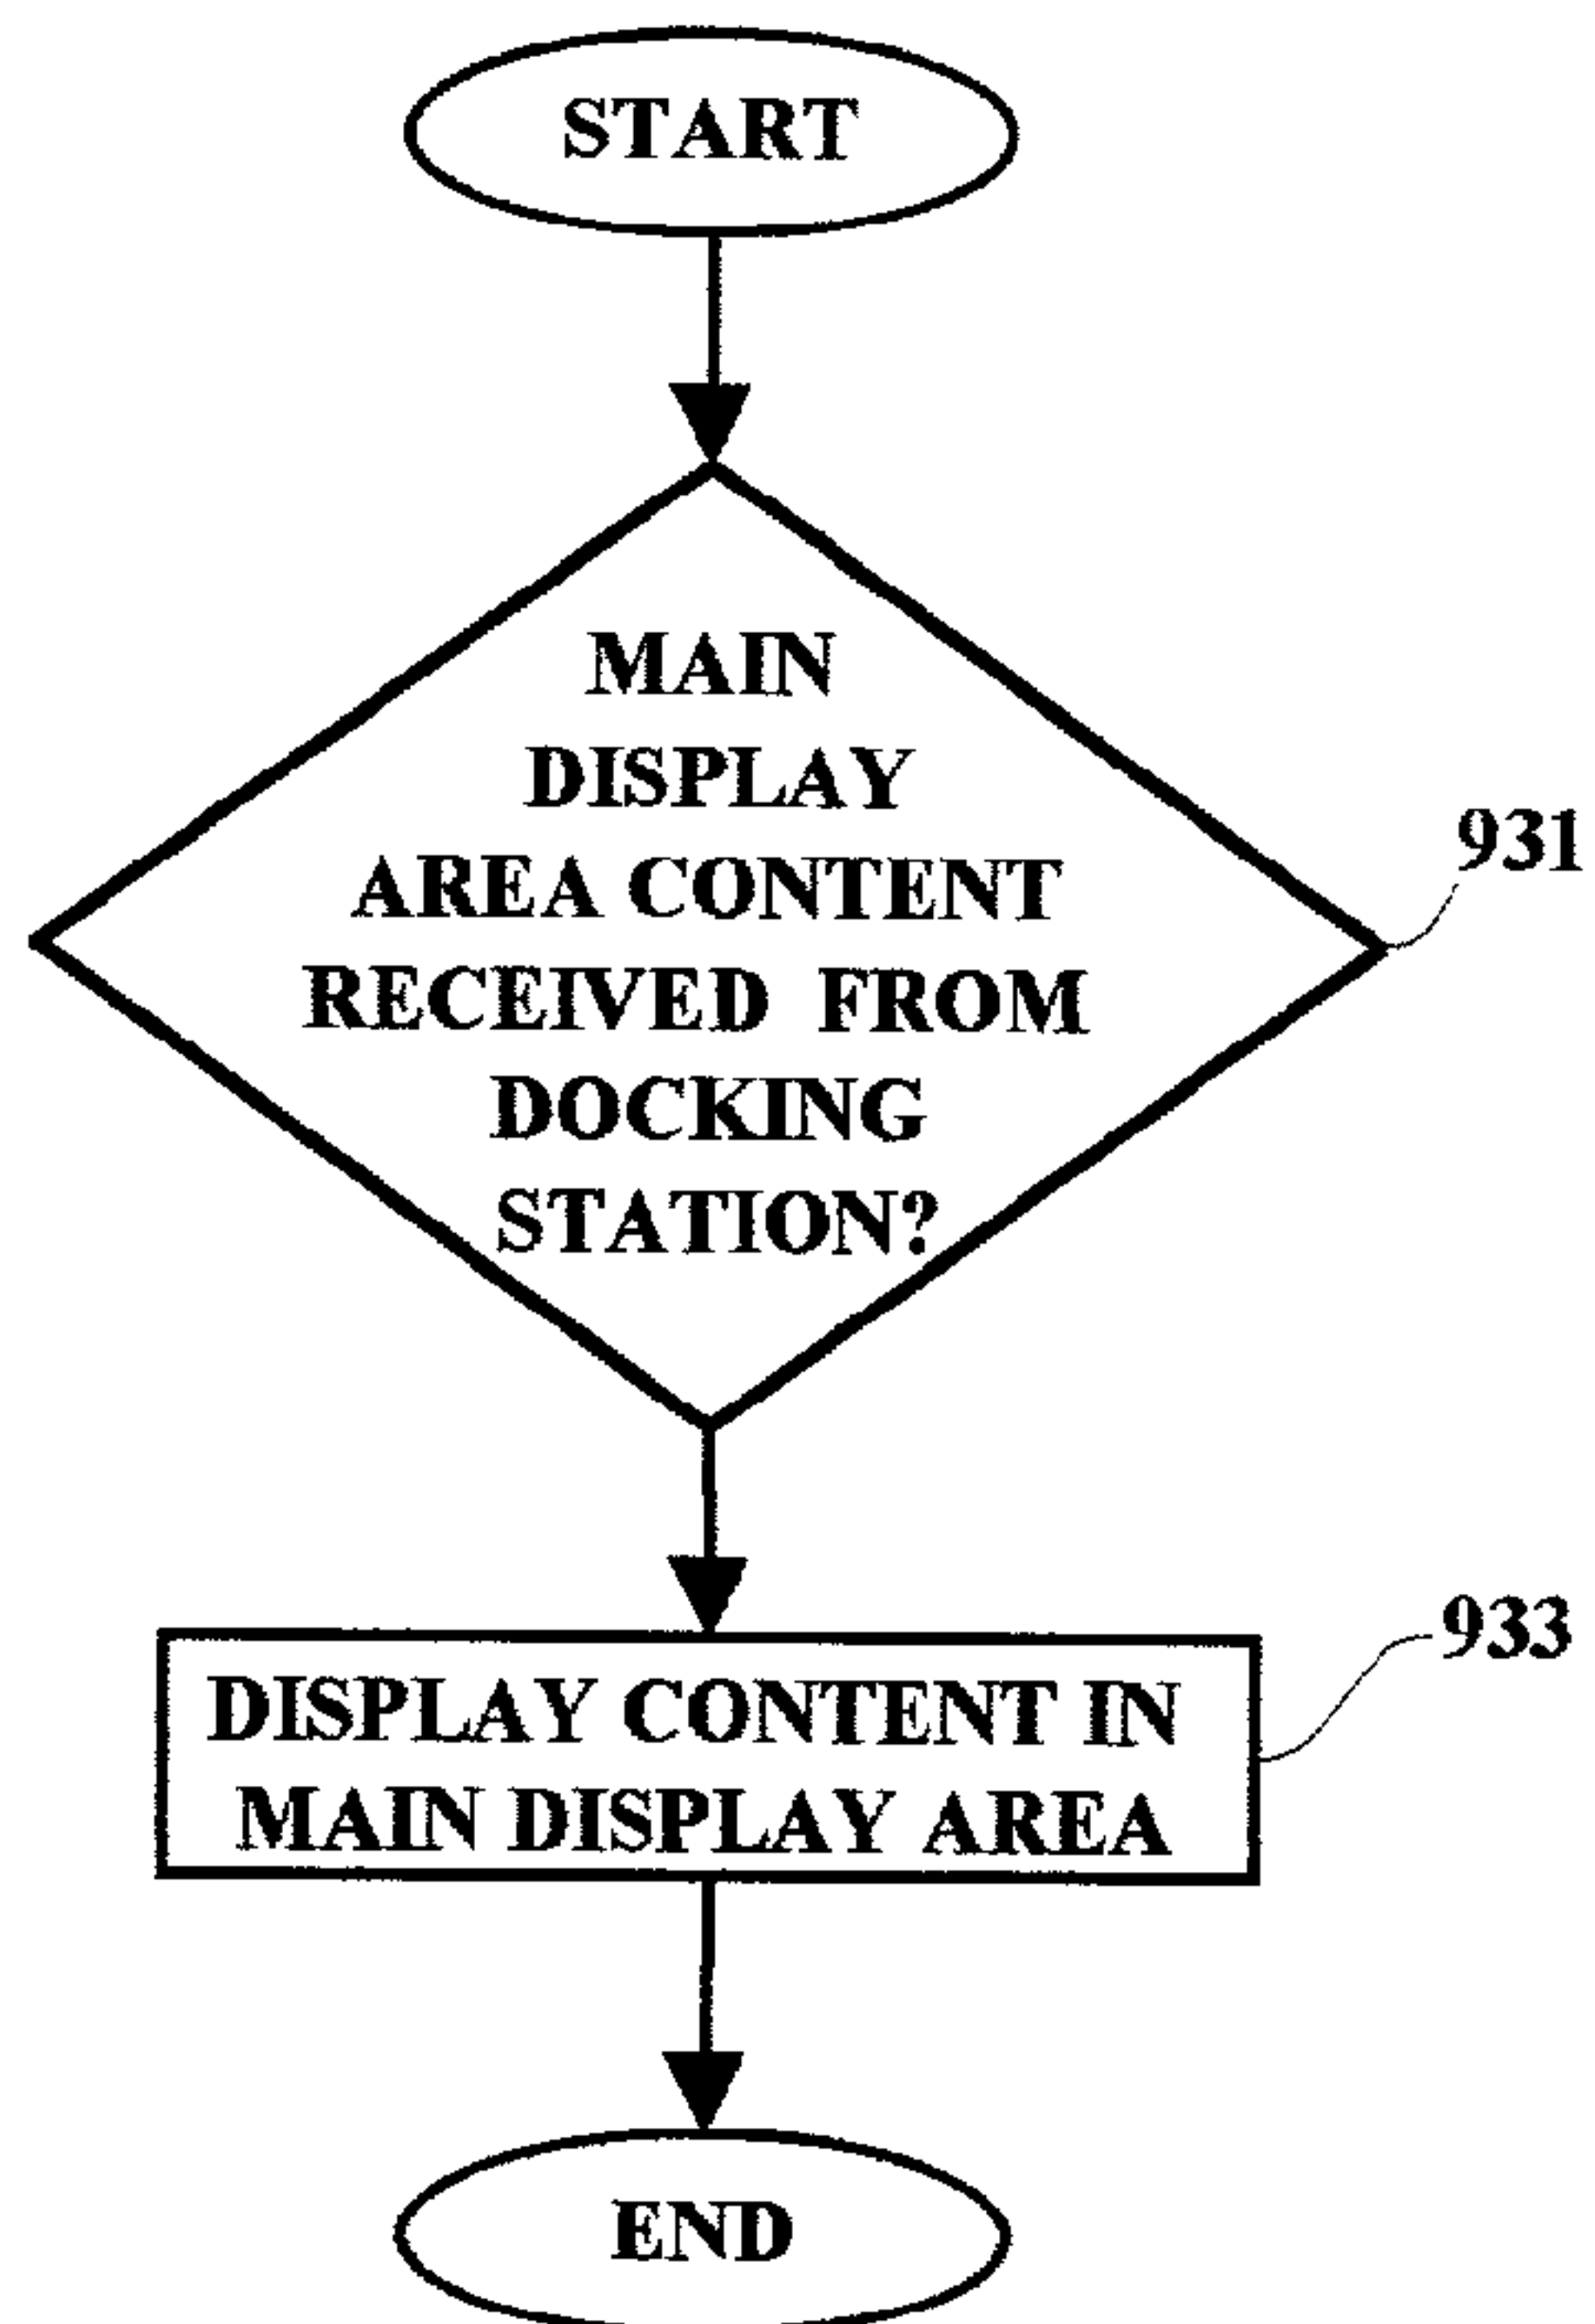 START
MAIN
DISPLAY
AREA CONTENT
RECEIVED FROM
DOCKING
STATION?
931
DISPLAY CONTENT IN
MAIN DISPLAY AREA
933
END